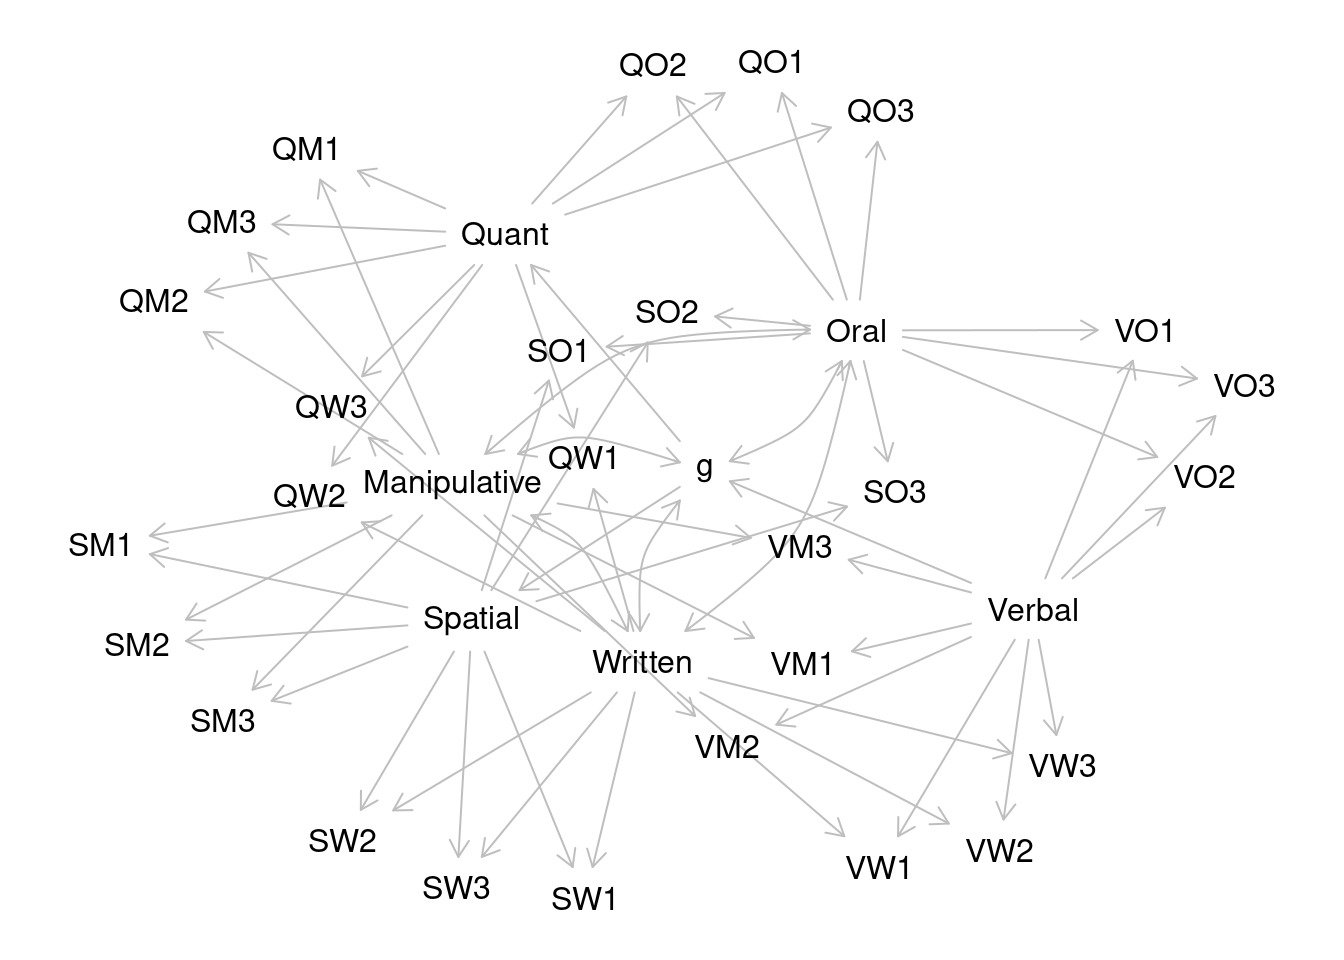 QO2
QO1
QO3
QM1
QM3
Quant
QM2
SO2
Oral
VO1
SO1
VO3
QW3
QW1
g
VO2
Manipulative
QW2
SO3
SM1
VM3
Spatial
Verbal
SM2
Written
VM1
SM3
VM2
VW3
SW2
VW2
VW1
SW3
SW1